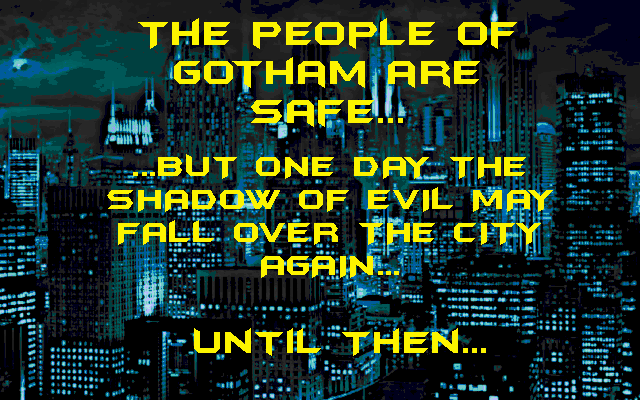 THE PEOPLE OF
GOTHAM ARE
SAFE...
...BUT ONE DAY THE
SHADOW OF EVIL MAY
FALL OVER THE CITY
AGAIN...
UNTIL THEN...